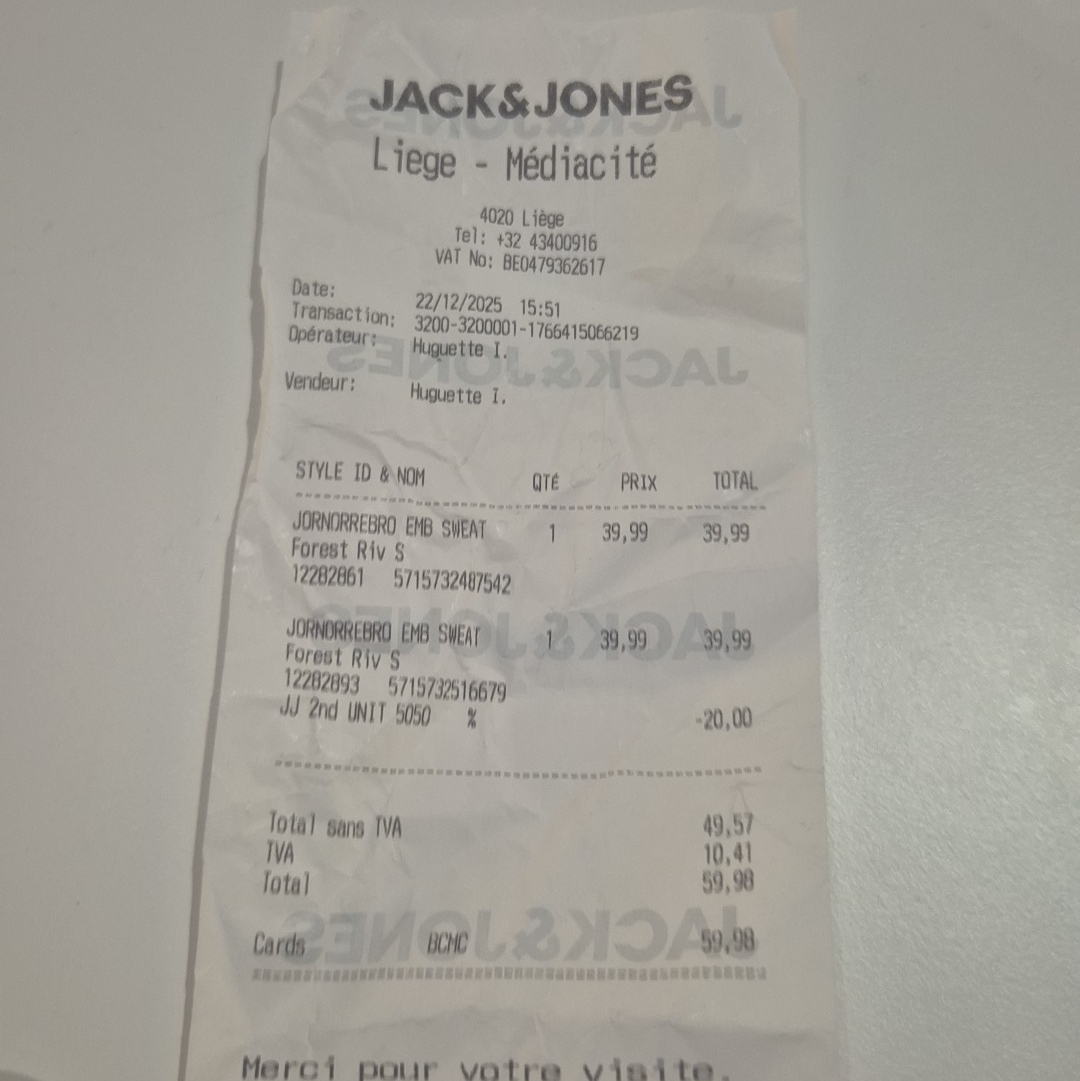 JACK&JONES
Liege - Médiacité
4020 Liège
Tel: +32 43400916
VAT No: BE0479362617
Date: 22/12/2025 15:51
Transaction: 3200-3200001-1766415066219
Opérateur: Huguette I.
Vendeur: Huguette I.
STYLE ID & NOM QTÉ PRIX TOTAL
JORNORREBRO EMB SWEAT 1 39,99 39,99
Forest Riv S
12282861 5715732487542
JORNORREBRO EMB SWEAT 1 39,99 39,99
Forest Riv S
12282893 5715732516679
JJ 2nd UNIT 5050 % -20,00
Total sans TVA 49,57
TVA 10,41
Total 59,98
Cards BCMC 59,98
Merci pour votre visite.